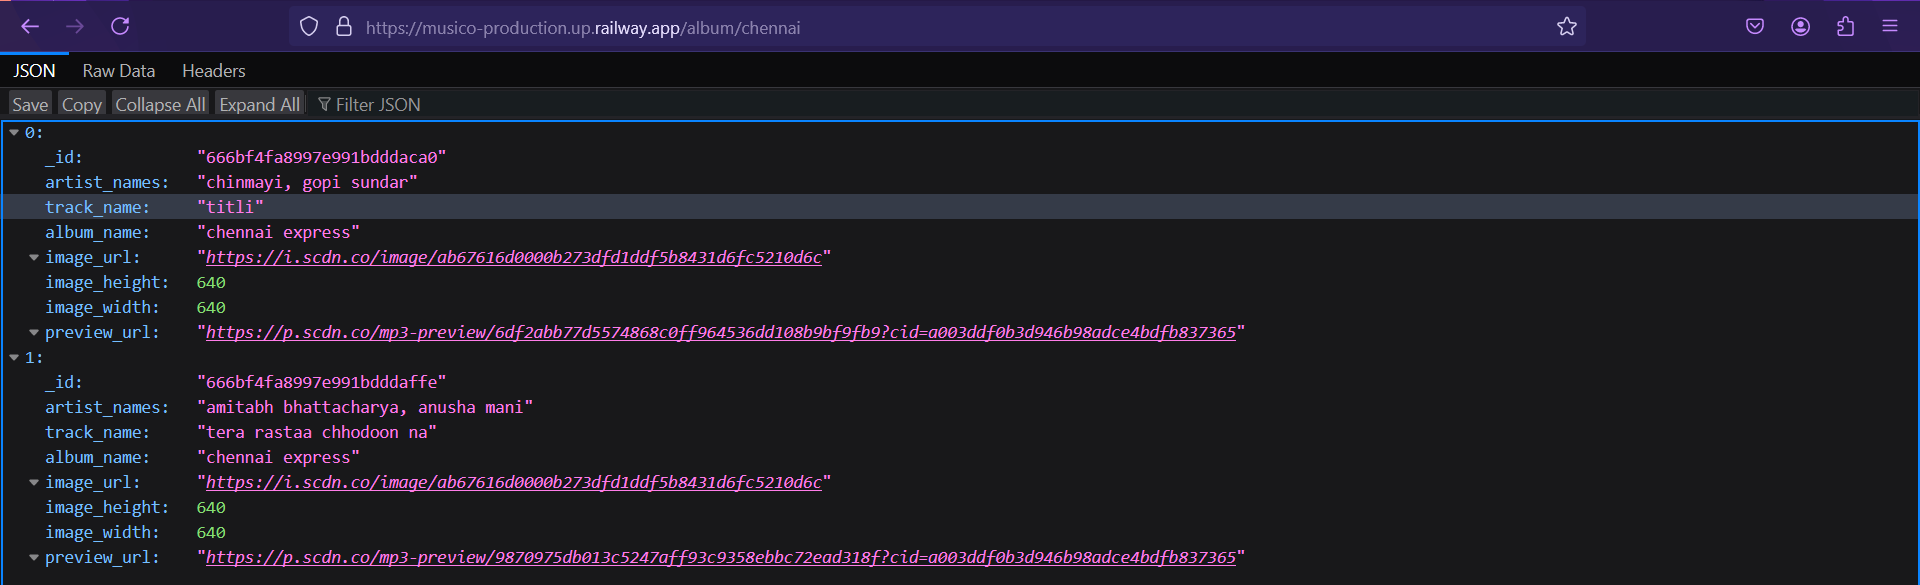 https://musico-production.up.railway.app/album/chennai
JSON Raw Data Headers
Save Copy Collapse All Expand All Filter JSON
0:
_id: "666bf4fa8997e991bdddaca0"
artist_names: "chinmayi, gopi sundar"
track_name: "titli"
album_name: "chennai express"
image_url: "https://i.scdn.co/image/ab67616d0000b273dfd1ddf5b8431d6fc5210d6c"
image_height: 640
image_width: 640
preview_url: "https://p.scdn.co/mp3-preview/6df2abb77d5574868c0ff964536dd108b9bf9fb9?cid=a003ddf0b3d946b98adce4bdfb837365"
1:
_id: "666bf4fa8997e991bdddaffe"
artist_names: "amitabh bhattacharya, anusha mani"
track_name: "tera rastaa chhodoon na"
album_name: "chennai express"
image_url: "https://i.scdn.co/image/ab67616d0000b273dfd1ddf5b8431d6fc5210d6c"
image_height: 640
image_width: 640
preview_url: "https://p.scdn.co/mp3-preview/9870975db013c5247aff93c9358ebbc72ead318f?cid=a003ddf0b3d946b98adce4bdfb837365"